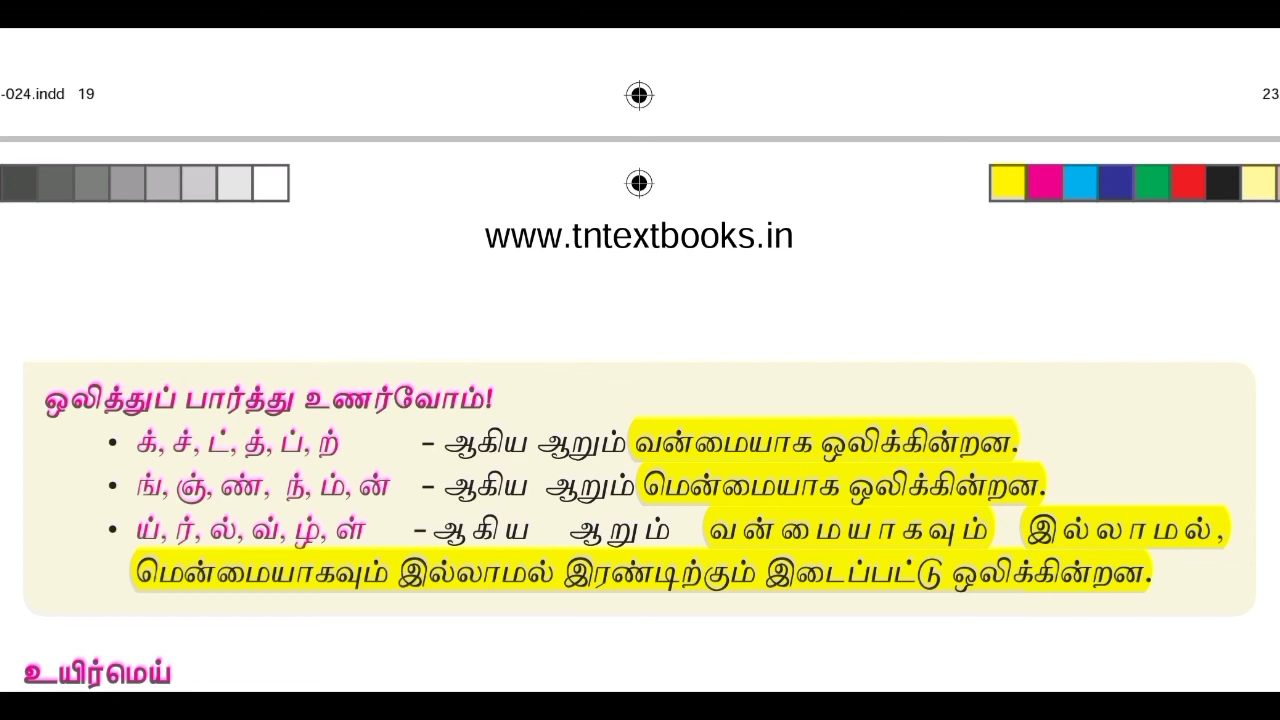 -024.indd 19
23
www.tntextbooks.in
ஒலித்துப் பார்த்து உணர்வோம்!
• க், ச், ட், த், ப், ற் – ஆகிய ஆறும் வன்மையாக ஒலிக்கின்றன.
• ங், ஞ், ண், ந், ம், ன் – ஆகிய ஆறும் மென்மையாக ஒலிக்கின்றன.
• ய், ர், ல், வ், ழ், ள் – ஆகிய ஆறும் வன்மையாகவும் இல்லாமல்,
மென்மையாகவும் இல்லாமல் இரண்டிற்கும் இடைப்பட்டு ஒலிக்கின்றன.
உயிர்மெய்